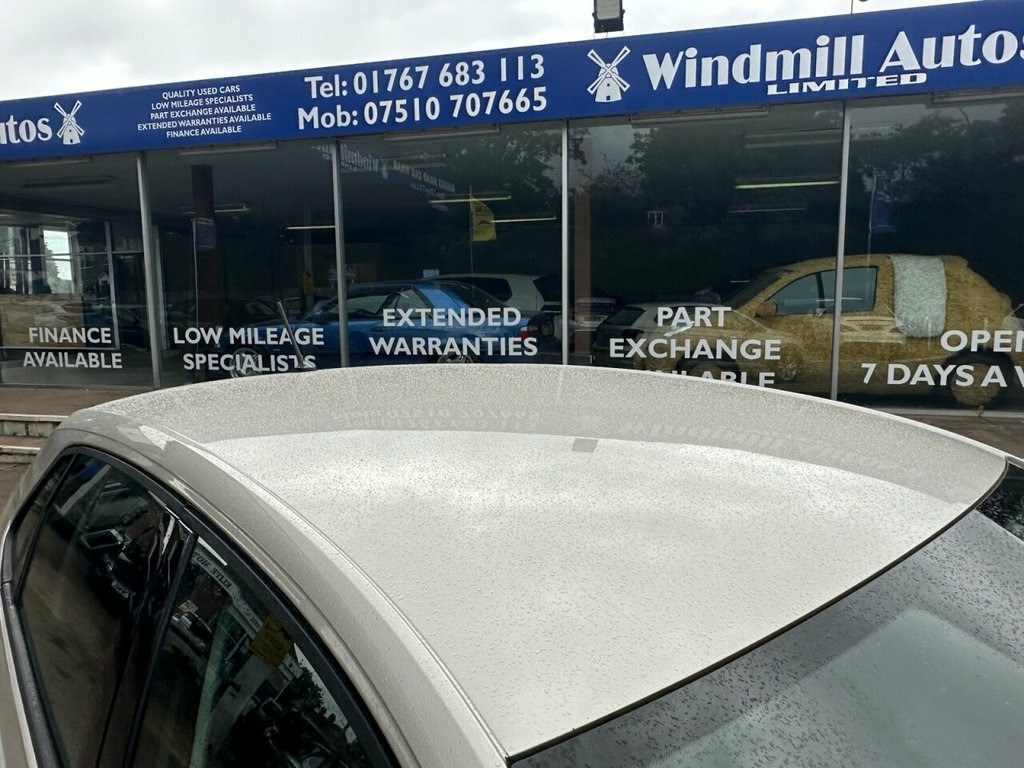 utos
QUALITY USED CARS
LOW MILEAGE SPECIALISTS
PART EXCHANGE AVAILABLE
EXTENDED WARRANTIES AVAILABLE
FINANCE AVAILABLE
Tel: 01767 683 113
Mob: 07510 707665
Windmill Autos
LIMITED
FINANCE
AVAILABLE
LOW MILEAGE
SPECIALISTS
EXTENDED
WARRANTIES
PART
EXCHANGE
AVAILABLE
OPEN
7 DAYS A W